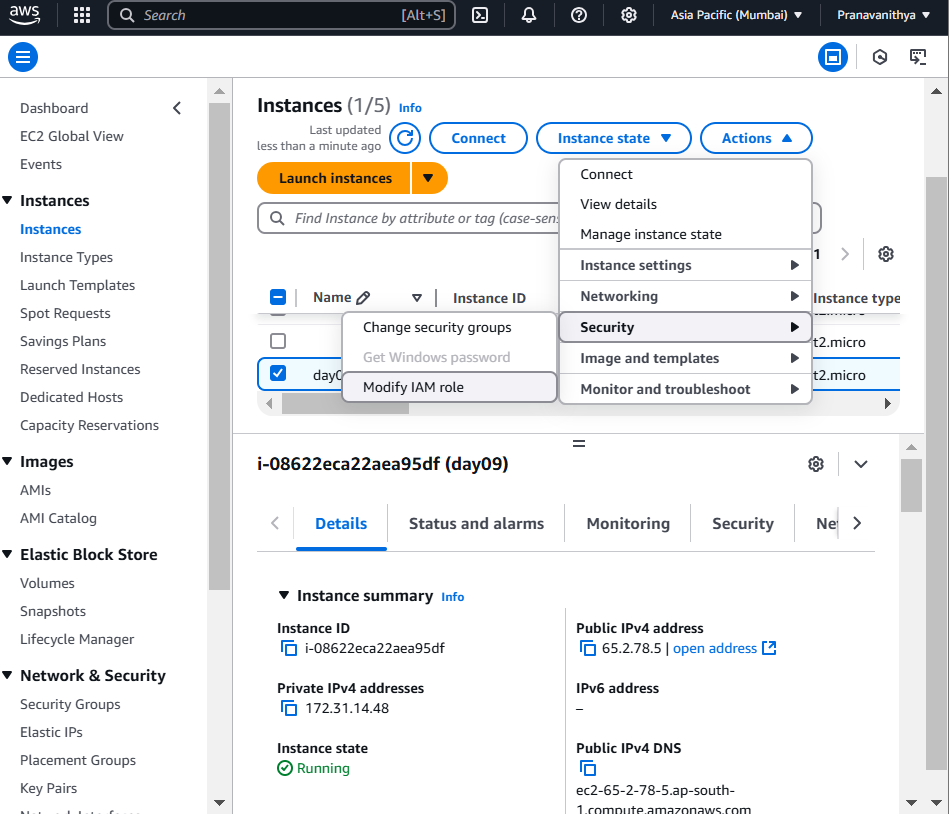 aws
Search [Alt+S]
Asia Pacific (Mumbai)
Pranavanithya
Dashboard
EC2 Global View
Events
Instances
Instances
Instance Types
Launch Templates
Spot Requests
Savings Plans
Reserved Instances
Dedicated Hosts
Capacity Reservations
Images
AMIs
AMI Catalog
Elastic Block Store
Volumes
Snapshots
Lifecycle Manager
Network & Security
Security Groups
Elastic IPs
Placement Groups
Key Pairs
Instances (1/5) Info
Last updated
less than a minute ago
Connect
Instance state
Actions
Launch instances
Find Instance by attribute or tag (case-sen
Connect
View details
Manage instance state
Instance settings
Networking
Security
Image and templates
Monitor and troubleshoot
Change security groups
Get Windows password
Modify IAM role
1
Name
Instance ID
Instance type
t2.micro
t2.micro
day0
t2.micro
i-08622eca22aea95df (day09)
Details
Status and alarms
Monitoring
Security
Ne
Instance summary Info
Instance ID
i-08622eca22aea95df
Private IPv4 addresses
172.31.14.48
Instance state
Running
Public IPv4 address
65.2.78.5 | open address
IPv6 address
–
Public IPv4 DNS
ec2-65-2-78-5.ap-south-
1.compute.amazonaws.com